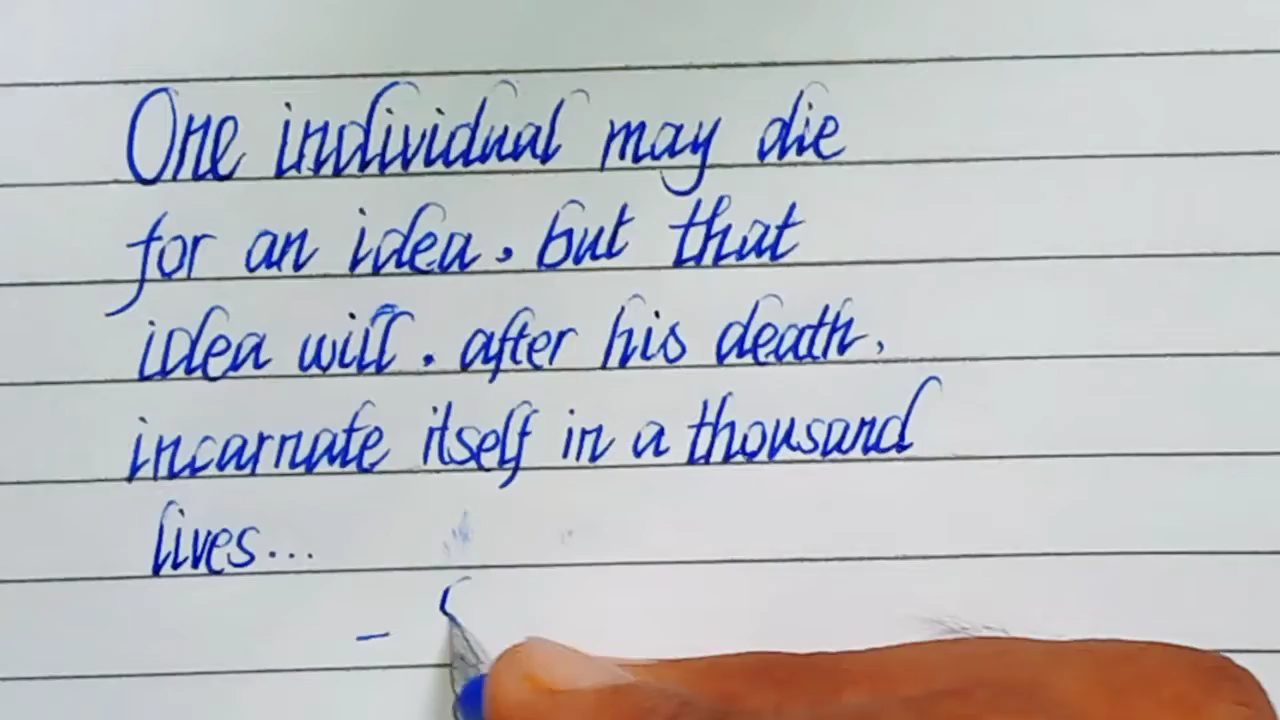 One individual may die
for an idea, but that
idea will, after his death,
incarnate itself in a thousand
lives...
-